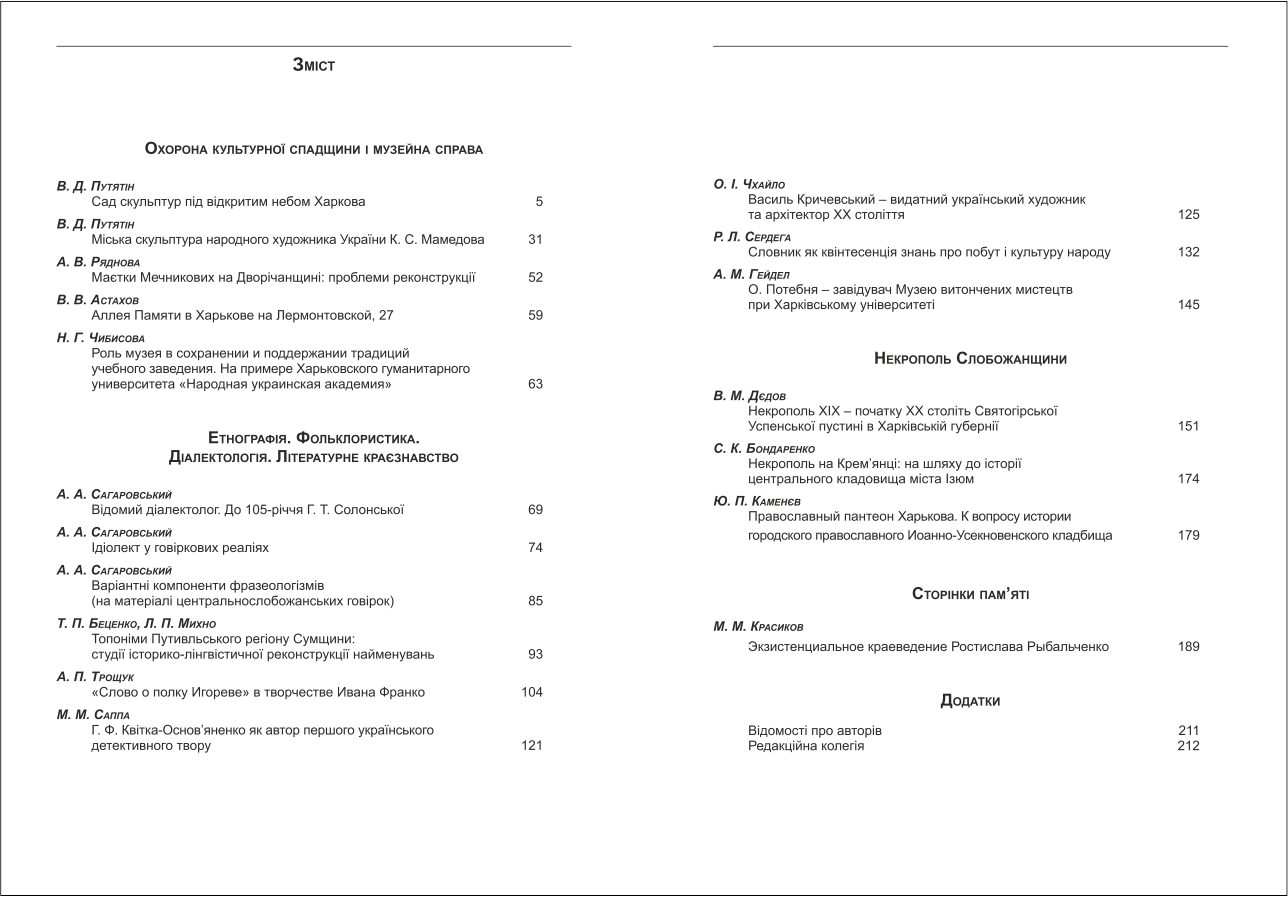 Зміст
Охорона культурної спадщини і музейна справа
В. Д. Путятін
Сад скульптур під відкритим небом Харкова 5
В. Д. Путятін
Міська скульптура народного художника України К. С. Мамедова 31
А. В. Ряднова
Маєтки Мечникових на Дворічанщині: проблеми реконструкції 52
В. В. Астахов
Аллея Памяти в Харькове на Лермонтовской, 27 59
Н. Г. Чибисова
Роль музея в сохранении и поддержании традиций
учебного заведения. На примере Харьковского гуманитарного
университета «Народная украинская академия» 63
Етнографія. Фольклористика.
Діалектологія. Літературне краєзнавство
А. А. Сагаровський
Відомий діалектолог. До 105-річчя Г. Т. Солонської 69
А. А. Сагаровський
Ідіолект у говіркових реаліях 74
А. А. Сагаровський
Варіантні компоненти фразеологізмів
(на матеріалі центральнослобожанських говірок) 85
Т. П. Беценко, Л. П. Михно
Топоніми Путивльського регіону Сумщини:
студії історико-лінгвістичної реконструкції найменувань 93
А. П. Трощук
«Слово о полку Игореве» в творчестве Ивана Франко 104
М. М. Саппа
Г. Ф. Квітка-Основ’яненко як автор першого українського
детективного твору 121
О. І. Чхайло
Василь Кричевський – видатний український художник
та архітектор ХХ століття 125
Р. Л. Сердега
Словник як квінтесенція знань про побут і культуру народу 132
А. М. Гейдел
О. Потебня – завідувач Музею витончених мистецтв
при Харківському університеті 145
Некрополь Слобожанщини
В. М. Дєдов
Некрополь ХІХ – початку ХХ століть Святогірської
Успенської пустині в Харківській губернії 151
С. К. Бондаренко
Некрополь на Крем’янці: на шляху до історії
центрального кладовища міста Ізюм 174
Ю. П. Каменєв
Православный пантеон Харькова. К вопросу истории
городского православного Иоанно-Усекновенского кладбища 179
Сторінки пам’яті
М. М. Красиков
Экзистенциальное краеведение Ростислава Рыбальченко 189
Додатки
Відомості про авторів 211
Редакційна колегія 212